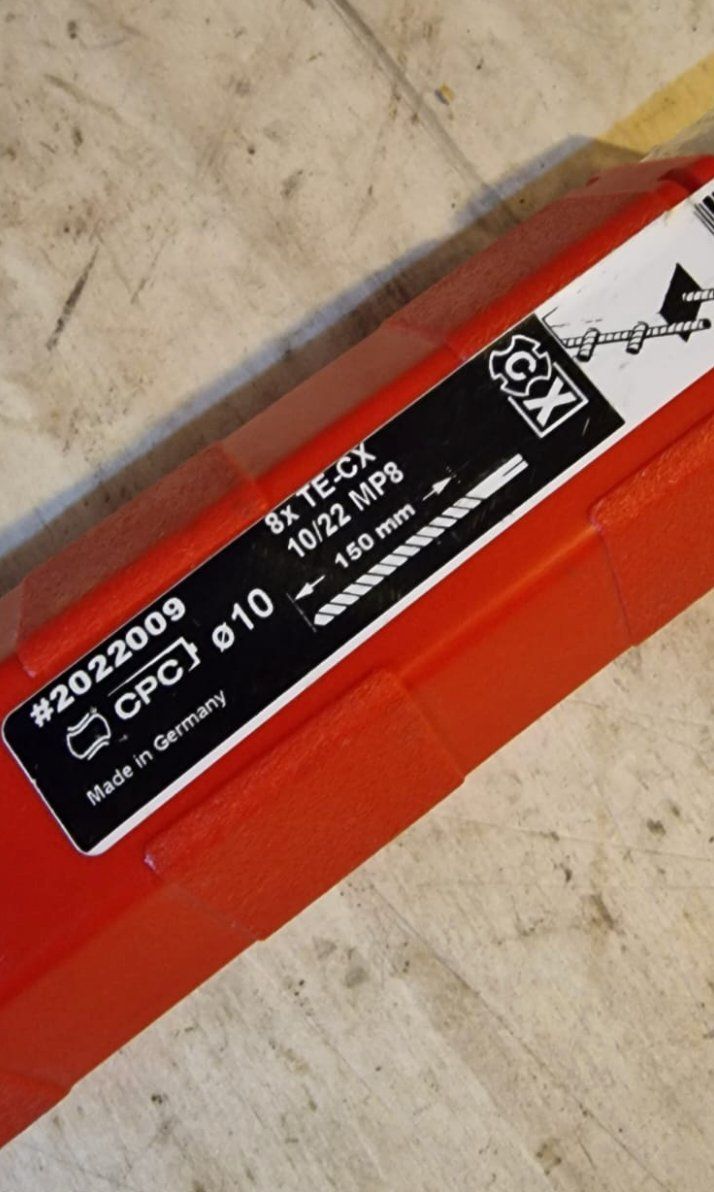 CX
8x TE-CX
10/22 MP8
150 mm
ø10
#2022009
CPC
Made in Germany